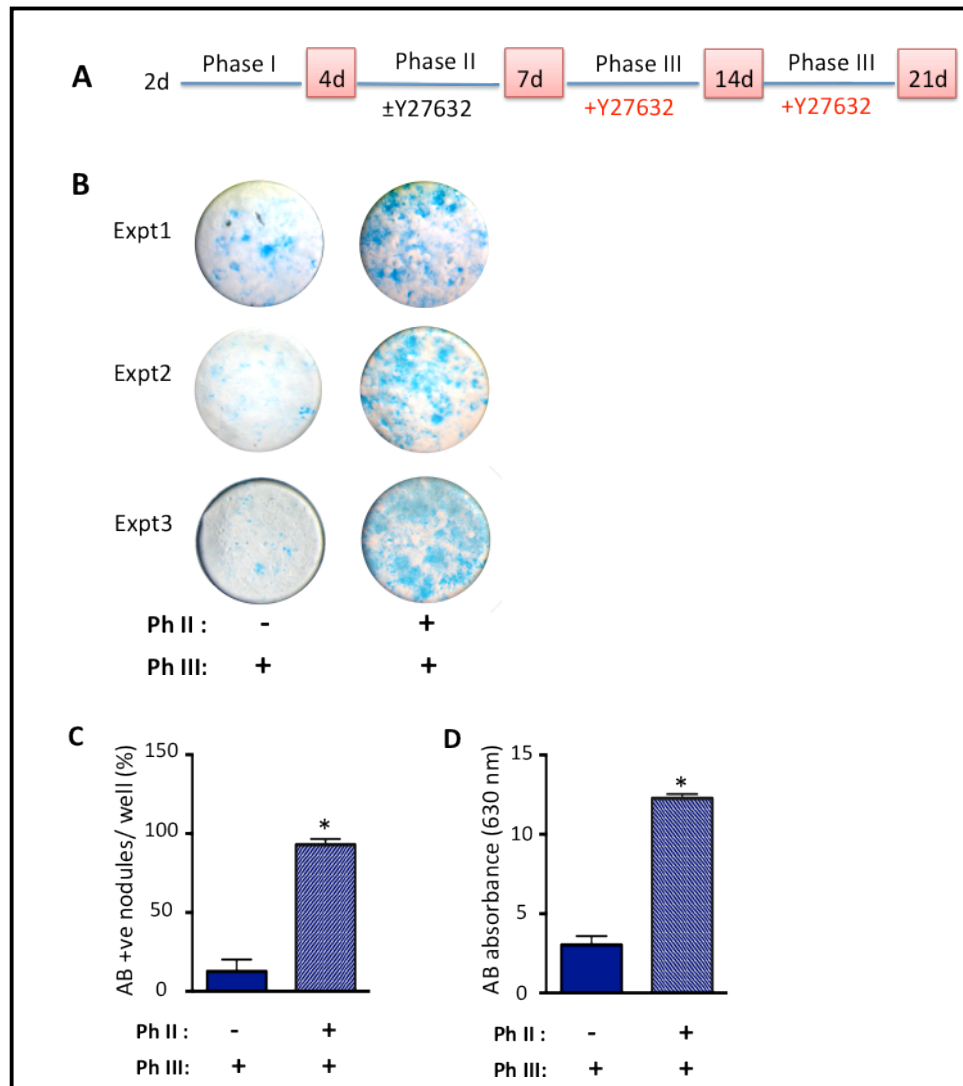 A
2d Phase I 4d Phase II 7d Phase III 14d Phase III 21d
±Y27632 +Y27632 +Y27632
B
Expt1
Expt2
Expt3
Ph II : - +
Ph III: + +
C
AB +ve nodules/ well (%)
150
100
50
0
*
Ph II : - +
Ph III: + +
D
AB absorbance (630 nm)
15
10
5
0
*
Ph II : - +
Ph III: + +